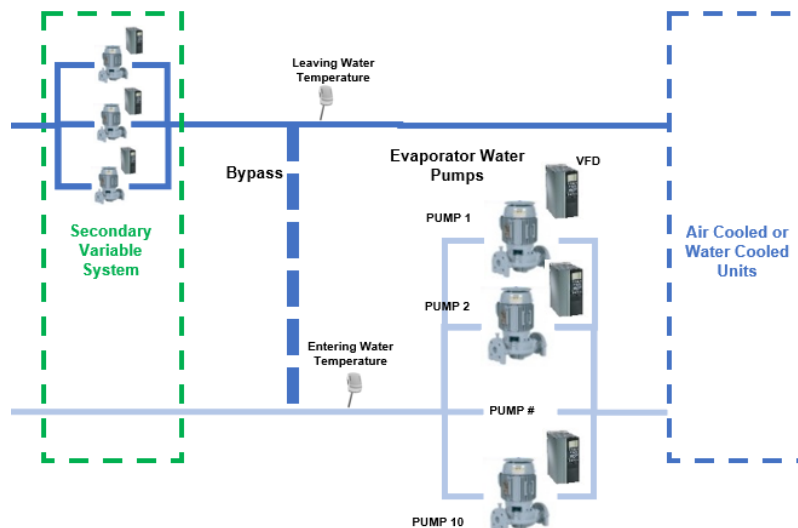 Leaving Water
Temperature
Bypass
Evaporator Water
Pumps
VFD
PUMP 1
Secondary
Variable
System
Air Cooled or
Water Cooled
Units
PUMP 2
Entering Water
Temperature
PUMP #
PUMP 10